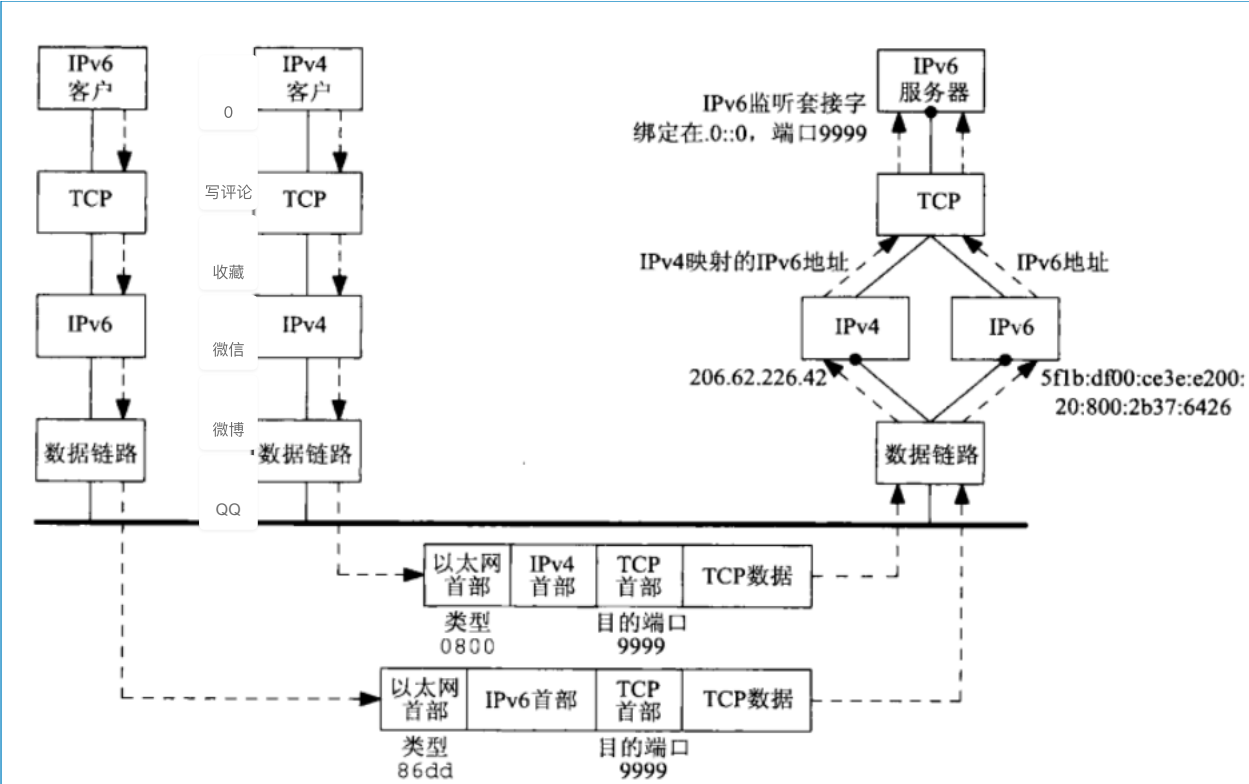 IPv6
客户
IPv4
客户
IPv6
服务器
0
IPv6监听套接字
绑定在.0::0，端口9999
写评论
TCP
TCP
TCP
收藏
IPv4映射的IPv6地址
IPv6地址
IPv6
IPv4
IPv4
IPv6
微信
206.62.226.42
5f1b:df00:ce3e:e200:
20:800:2b37:6426
微博
数据链路
数据链路
数据链路
QQ
以太网
首部
IPv4
首部
TCP
首部
TCP数据
类型
0800
目的端口
9999
以太网
首部
IPv6首部
TCP
首部
TCP数据
类型
86dd
目的端口
9999